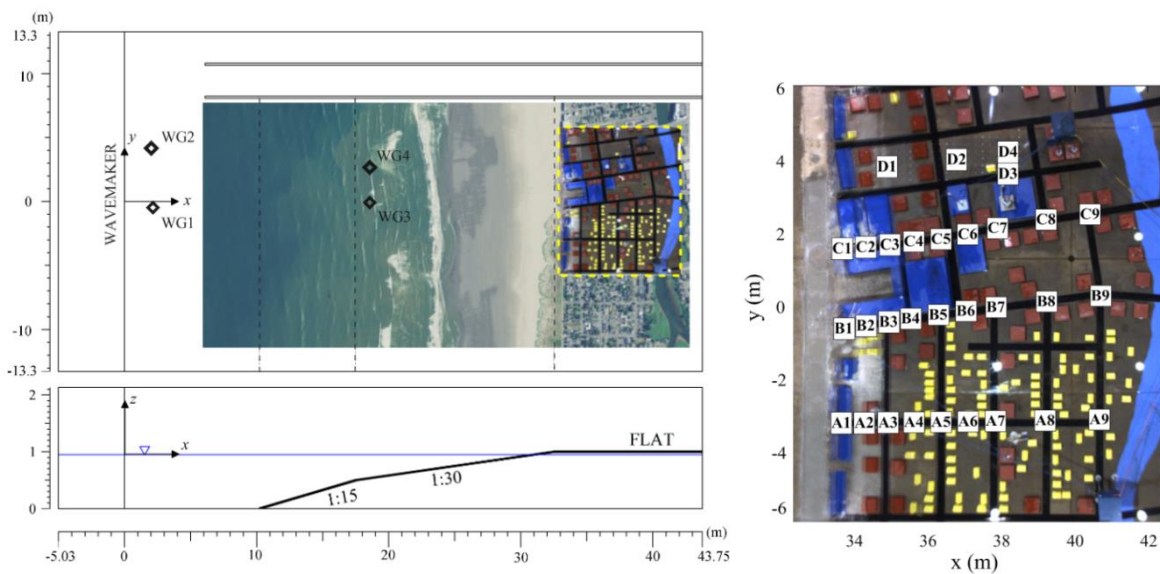 (m)
13.3
10
0
-10
-13.3
WAVEMAKER
y
x
WG2
WG1
WG4
WG3
2
1
0
z
x
1:15
1:30
FLAT
(m)
-5.03 0 10 20 30 40 43.75
6
4
2
0
-2
-4
-6
y (m)
D1 D2 D4
D3
C1 C2 C3 C4 C5 C6 C7 C8 C9
B1 B2 B3 B4 B5 B6 B7 B8 B9
A1 A2 A3 A4 A5 A6 A7 A8 A9
34 36 38 40 42
x (m)